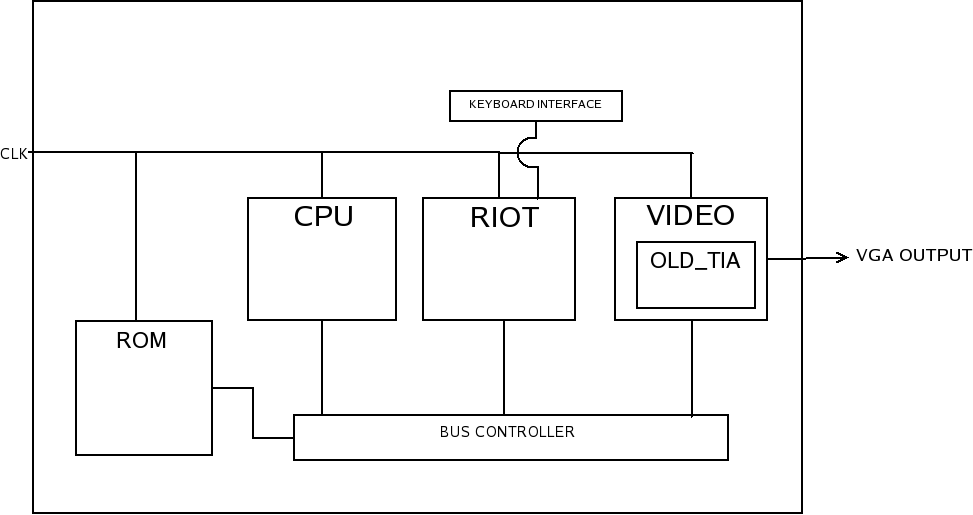 KEYBOARD INTERFACE
CLK
CPU
RIOT
VIDEO
OLD_TIA
VGA OUTPUT
ROM
BUS CONTROLLER